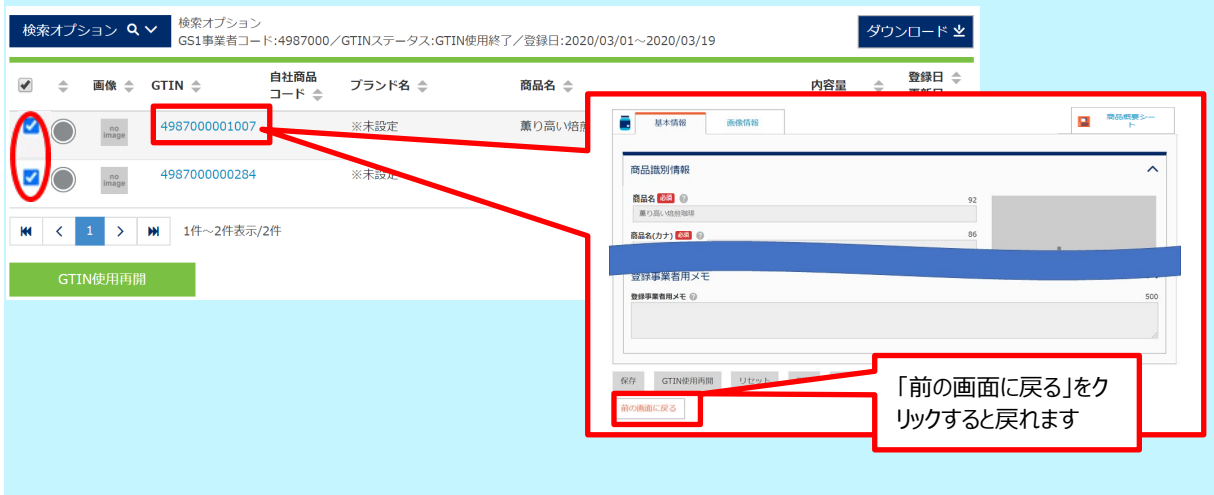 検索オプション
検索オプション
GS1事業者コード:4987000/GTINステータス:GTIN使用終了/登録日:2020/03/01～2020/03/19
ダウンロード
画像
GTIN
自社商品
コード
ブランド名
商品名
内容量
登録日
no
image
4987000001007
※未設定
薫り高い焙煎
no
image
4987000000284
※未設定
1
1件～2件表示/2件
GTIN使用再開
基本情報
画像情報
商品概要シー
ト
商品識別情報
商品名 必須
92
薫り高い焙煎珈琲
商品名(カナ) 必須
86
登録事業者用メモ
登録事業者用メモ
500
保存
GTIN使用再開
リセット
前の画面に戻る
「前の画面に戻る」をク
リックすると戻れます